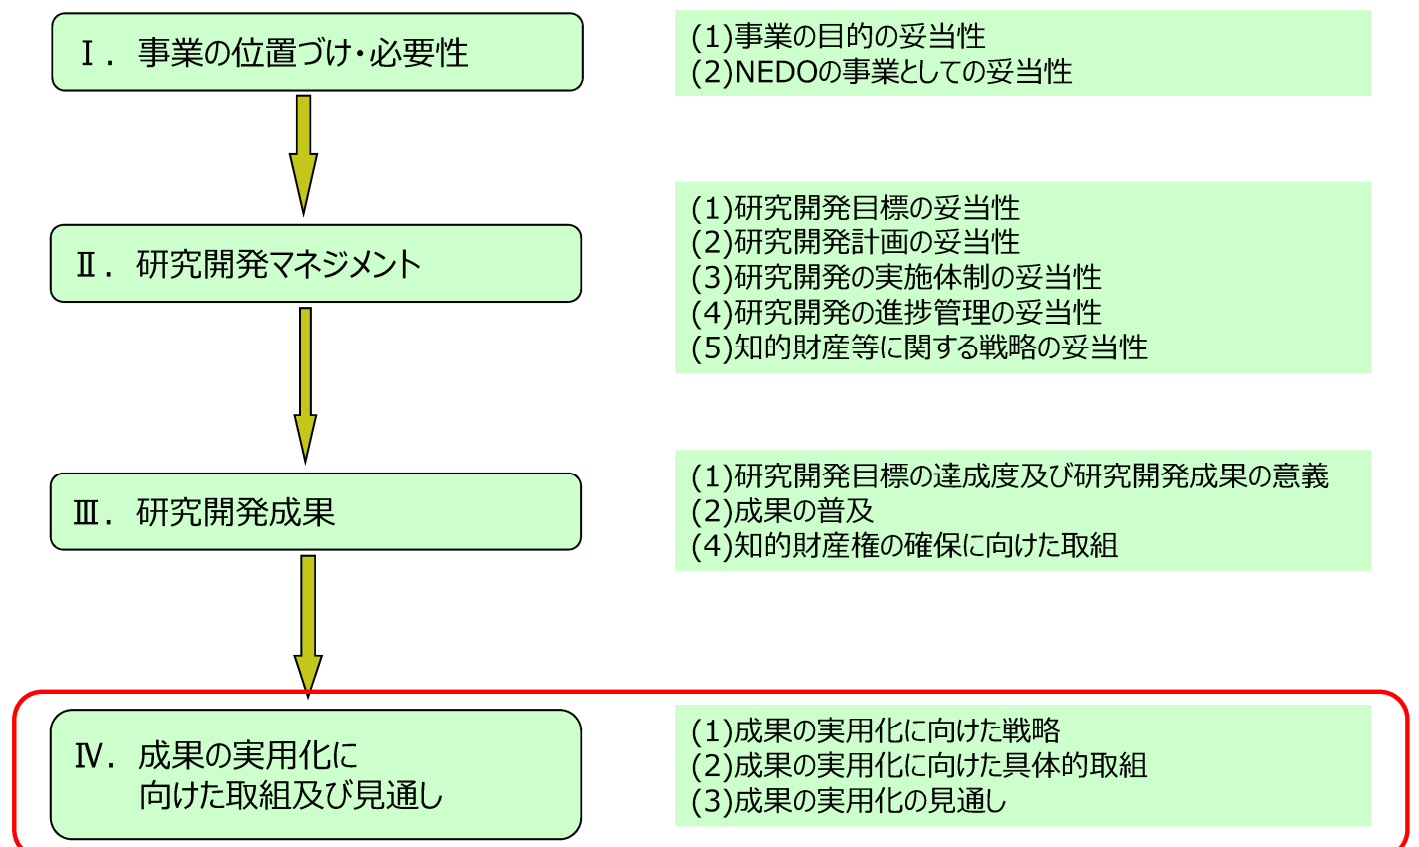 Ⅰ． 事業の位置づけ・必要性
(1)事業の目的の妥当性
(2)NEDOの事業としての妥当性
Ⅱ． 研究開発マネジメント
(1)研究開発目標の妥当性
(2)研究開発計画の妥当性
(3)研究開発の実施体制の妥当性
(4)研究開発の進捗管理の妥当性
(5)知的財産等に関する戦略の妥当性
Ⅲ． 研究開発成果
(1)研究開発目標の達成度及び研究開発成果の意義
(2)成果の普及
(4)知的財産権の確保に向けた取組
Ⅳ． 成果の実用化に
向けた取組及び見通し
(1)成果の実用化に向けた戦略
(2)成果の実用化に向けた具体的取組
(3)成果の実用化の見通し